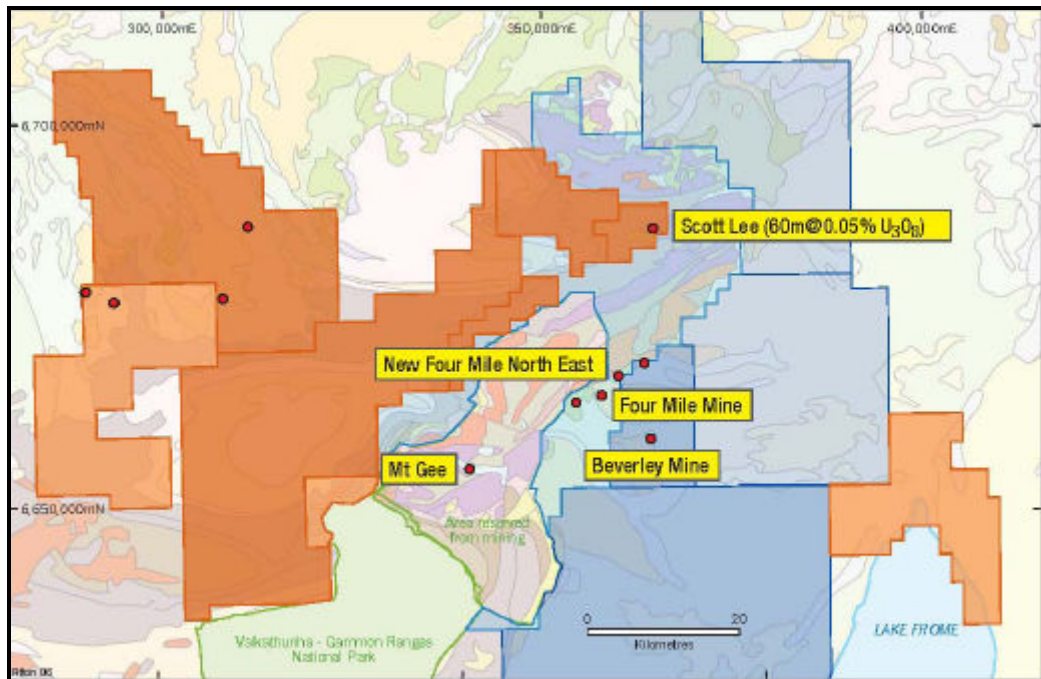 300,000mE
350,000mE
400,000mE
6,700,000mN
Scott Lee (60m@0.05% U3O8)
New Four Mile North East
Four Mile Mine
Mt Gee
Beverley Mine
6,650,000mN
Area reserved
from mining
0 20
Kilometres
LAKE FROME
Gammon Ranges
National Park